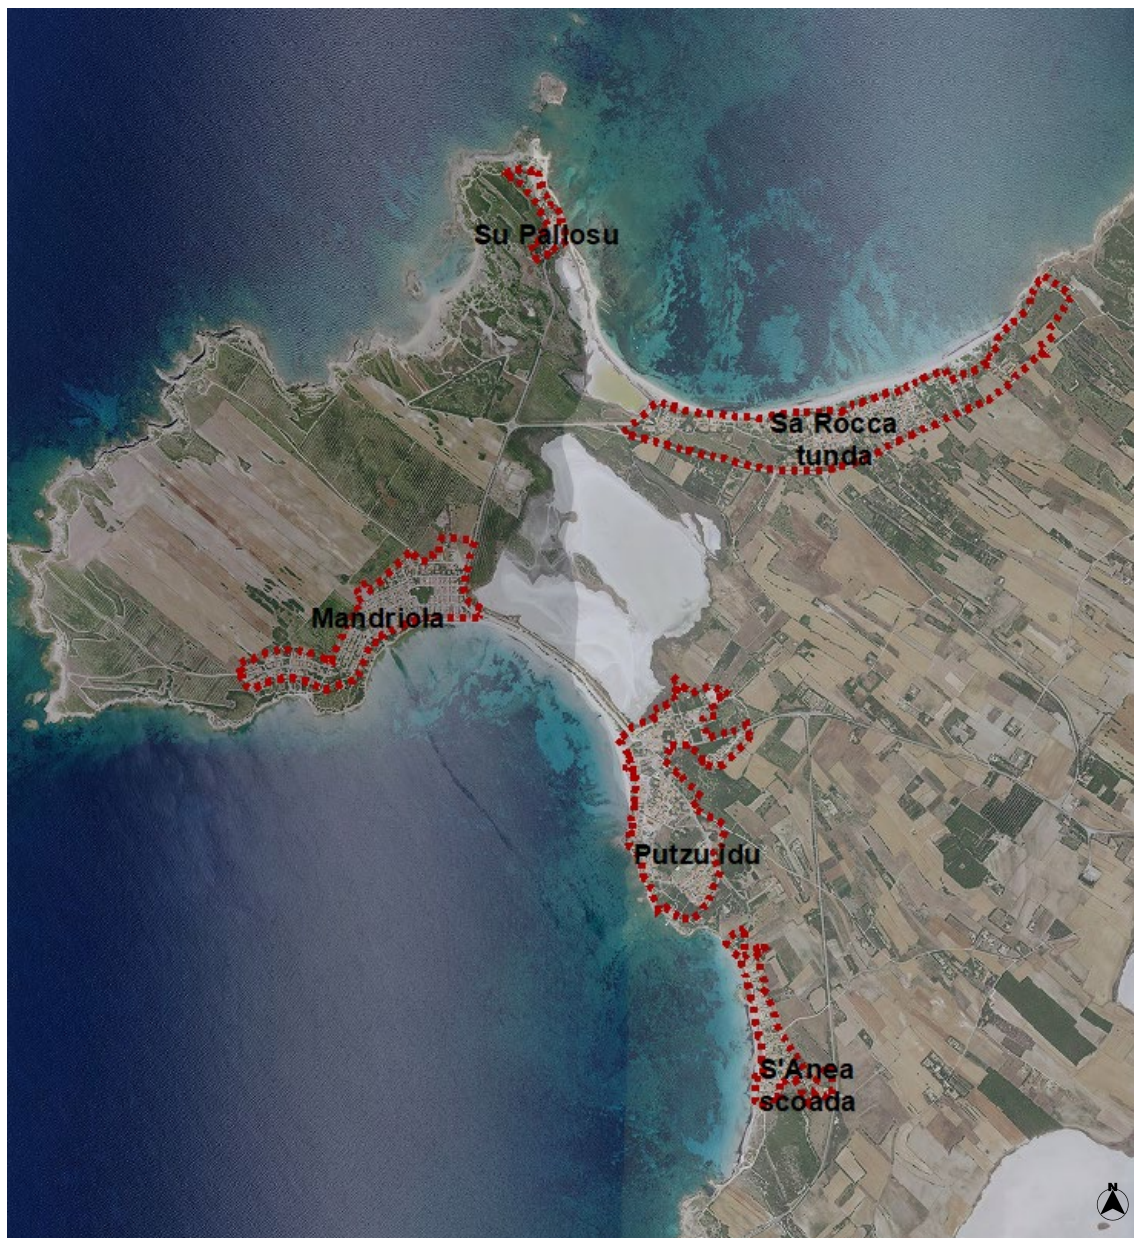 Su Pallosu
Sa Rocca
tunda
Mandriola
Putzu idu
S'Anea
scoada
N